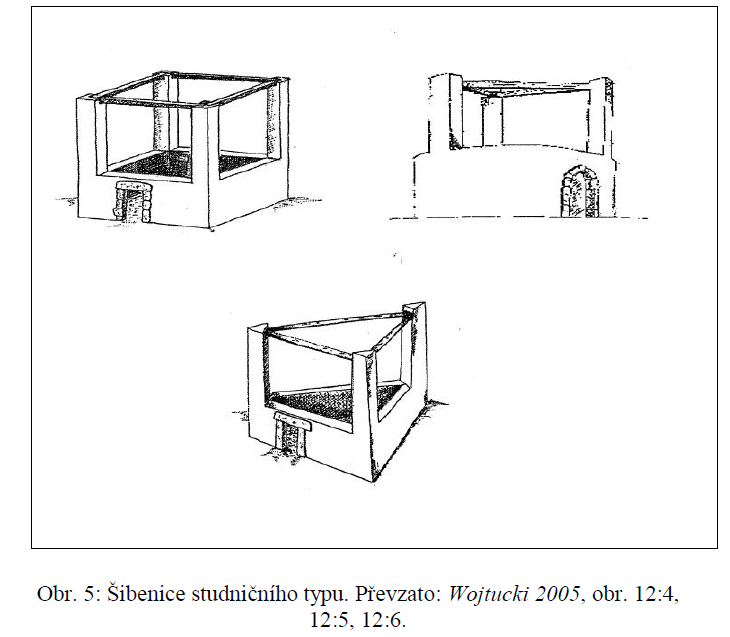 Obr. 5: Šibenice studničního typu. Převzato: Wojtucki 2005, obr. 12:4,
12:5, 12:6.